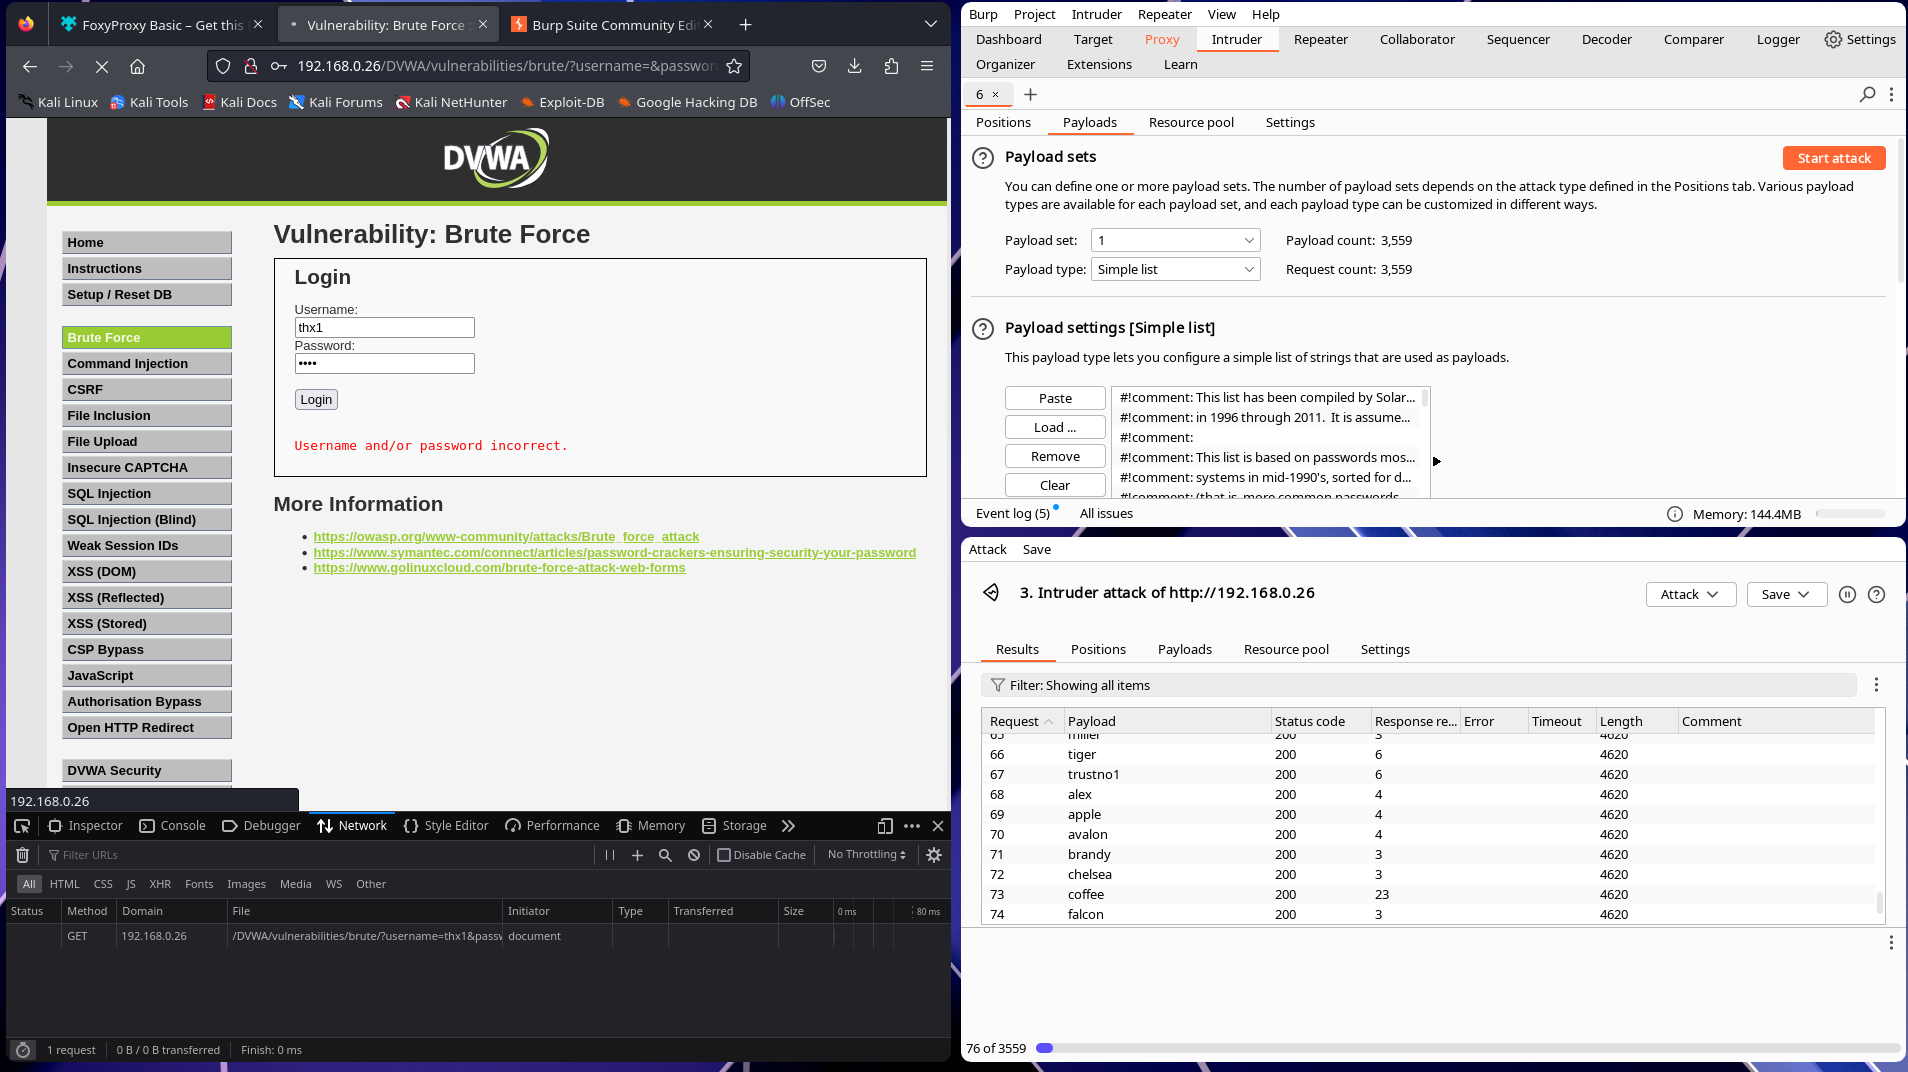 FoxyProxy Basic – Get this
Vulnerability: Brute Force :
Burp Suite Community Edi
192.168.0.26/DVWA/vulnerabilities/brute/?username=&passwor
Kali Linux
Kali Tools
Kali Docs
Kali Forums
Kali NetHunter
Exploit-DB
Google Hacking DB
OffSec
DVWA
Home
Instructions
Setup / Reset DB
Brute Force
Command Injection
CSRF
File Inclusion
File Upload
Insecure CAPTCHA
SQL Injection
SQL Injection (Blind)
Weak Session IDs
XSS (DOM)
XSS (Reflected)
XSS (Stored)
CSP Bypass
JavaScript
Authorisation Bypass
Open HTTP Redirect
DVWA Security
Vulnerability: Brute Force
Login
Username:
thx1
Password:
••••
Login
Username and/or password incorrect.
More Information
• https://owasp.org/www-community/attacks/Brute_force_attack
• https://www.symantec.com/connect/articles/password-crackers-ensuring-security-your-password
• https://www.golinuxcloud.com/brute-force-attack-web-forms
192.168.0.26
Inspector
Console
Debugger
Network
Style Editor
Performance
Memory
Storage
Filter URLs
Disable Cache
No Throttling
All HTML CSS JS XHR Fonts Images Media WS Other
Status Method Domain File Initiator Type Transferred Size 0 ms 80 ms
GET 192.168.0.26 /DVWA/vulnerabilities/brute/?username=thx1&passw document
1 request 0 B / 0 B transferred Finish: 0 ms
Burp Project Intruder Repeater View Help
Dashboard Target Proxy Intruder Repeater Collaborator Sequencer Decoder Comparer Logger Settings
Organizer Extensions Learn
6 ×
Positions Payloads Resource pool Settings
Payload sets
Start attack
You can define one or more payload sets. The number of payload sets depends on the attack type defined in the Positions tab. Various payload
types are available for each payload set, and each payload type can be customized in different ways.
Payload set: 1 Payload count: 3,559
Payload type: Simple list Request count: 3,559
Payload settings [Simple list]
This payload type lets you configure a simple list of strings that are used as payloads.
Paste
Load ...
Remove
Clear
#!comment: This list has been compiled by Solar...
#!comment: in 1996 through 2011. It is assume...
#!comment:
#!comment: This list is based on passwords mos...
#!comment: systems in mid-1990's, sorted for d...
#!comment: (that is, more common passwords
Event log (5) All issues Memory: 144.4MB
Attack Save
3. Intruder attack of http://192.168.0.26
Attack
Save
Results Positions Payloads Resource pool Settings
Filter: Showing all items
Request Payload Status code Response re... Error Timeout Length Comment
65 miller 200 3 4620
66 tiger 200 6 4620
67 trustno1 200 6 4620
68 alex 200 4 4620
69 apple 200 4 4620
70 avalon 200 4 4620
71 brandy 200 3 4620
72 chelsea 200 3 4620
73 coffee 200 23 4620
74 falcon 200 3 4620
76 of 3559